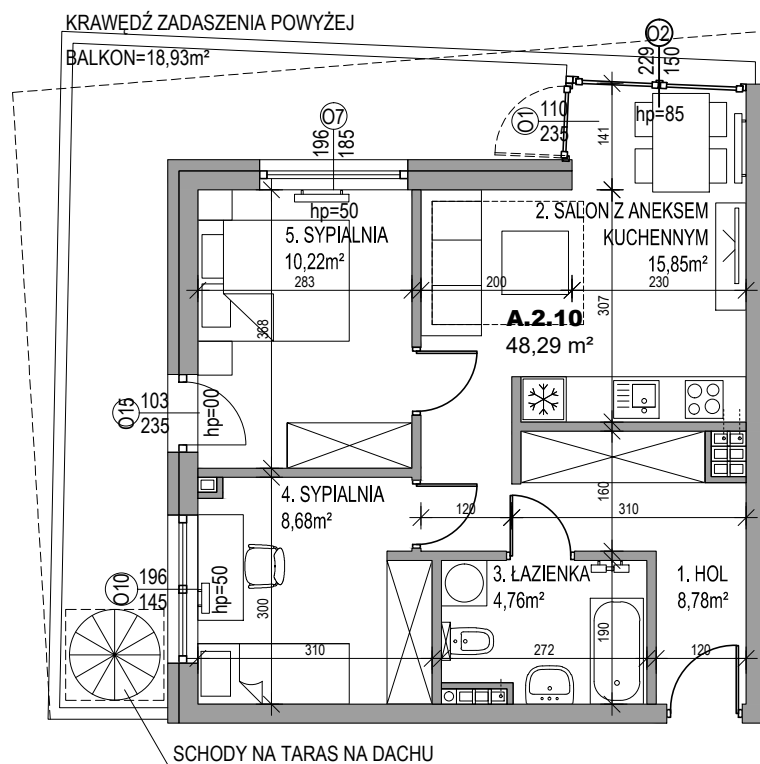 KRAWĘDŹ ZADASZENIA POWYŻEJ
BALKON=18,93m²
O2
229
150
hp=85
O1
110
235
141
O7
196
185
hp=50
5. SYPIALNIA
10,22m²
283
368
2. SALON Z ANEKSEM
KUCHENNYM
15,85m²
200
230
307
A.2.10
48,29 m²
O15
103
235
hp=00
4. SYPIALNIA
8,68m²
120
160
310
O10
196
145
hp=50
300
310
3. ŁAZIENKA
4,76m²
272
190
1. HOL
8,78m²
120
SCHODY NA TARAS NA DACHU